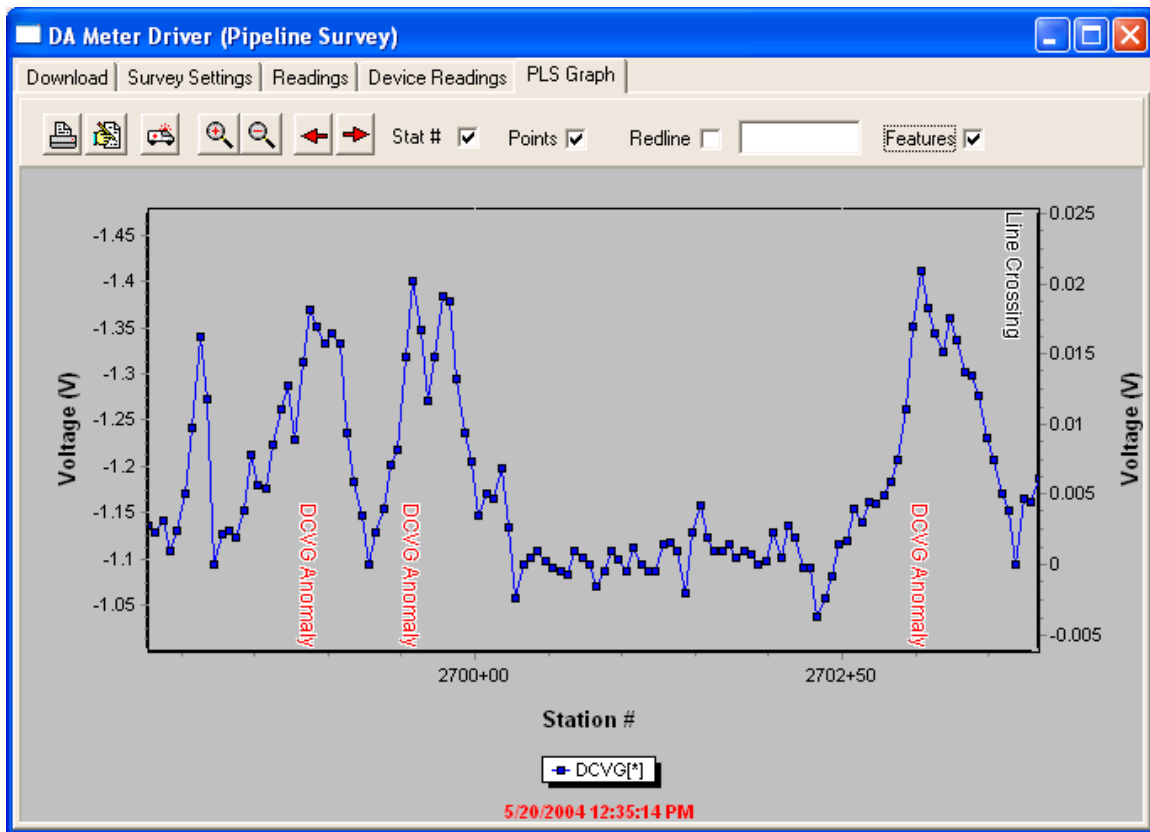 DA Meter Driver (Pipeline Survey)
Download Survey Settings Readings Device Readings PLS Graph
Stat # Points Redline Features
Voltage (V)
-1.45
-1.4
-1.35
-1.3
-1.25
-1.2
-1.15
-1.1
-1.05
DCVG Anomaly
DCVG Anomaly
DCVG Anomaly
Line Crossing
0.025
0.02
0.015
0.01
0.005
0
-0.005
Voltage (V)
2700+00 2702+50
Station #
DCVG[*]
5/20/2004 12:35:14 PM